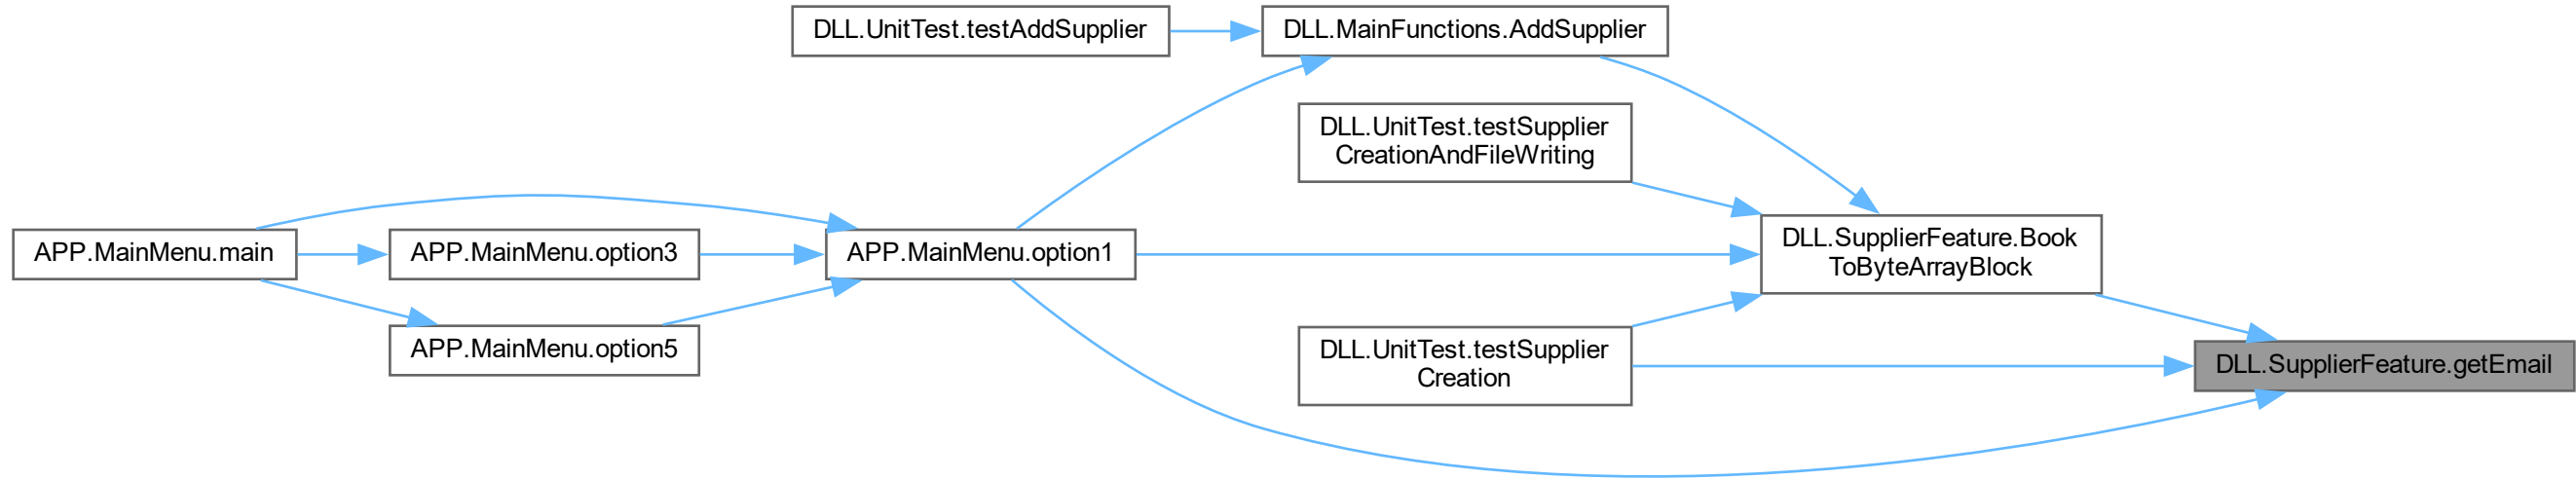 DLL.UnitTest.testAddSupplier
DLL.MainFunctions.AddSupplier
DLL.UnitTest.testSupplier
CreationAndFileWriting
APP.MainMenu.main
APP.MainMenu.option3
APP.MainMenu.option1
DLL.SupplierFeature.Book
ToByteArrayBlock
APP.MainMenu.option5
DLL.UnitTest.testSupplier
Creation
DLL.SupplierFeature.getEmail